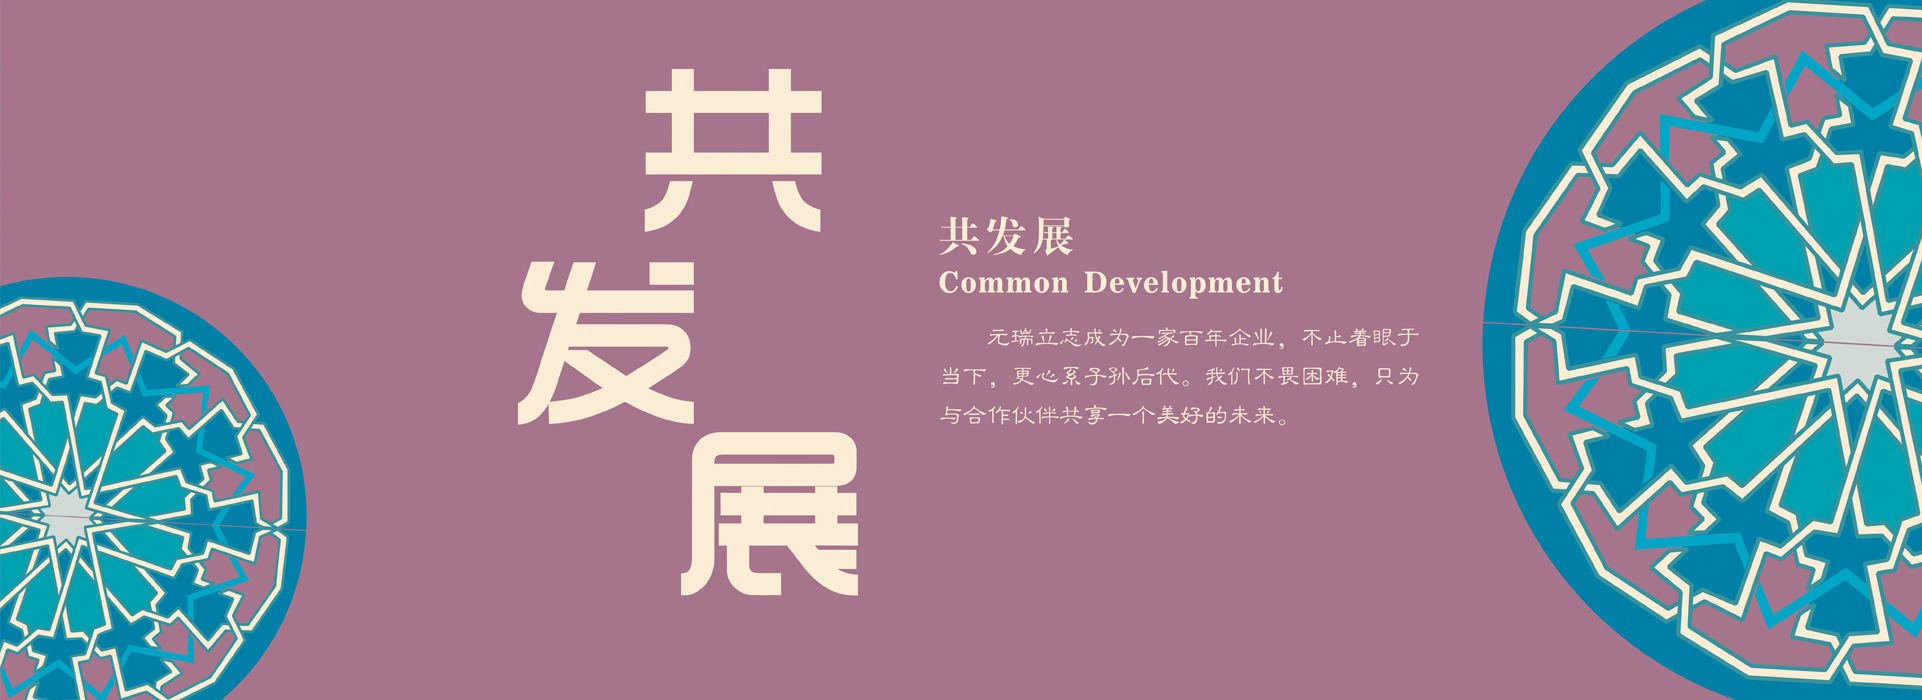 共
发
展
共发展
Common Development
元瑞立志成为一家百年企业，不止着眼于
当下，更心系子孙后代。我们不畏困难，只为
与合作伙伴共享一个美好的未来。